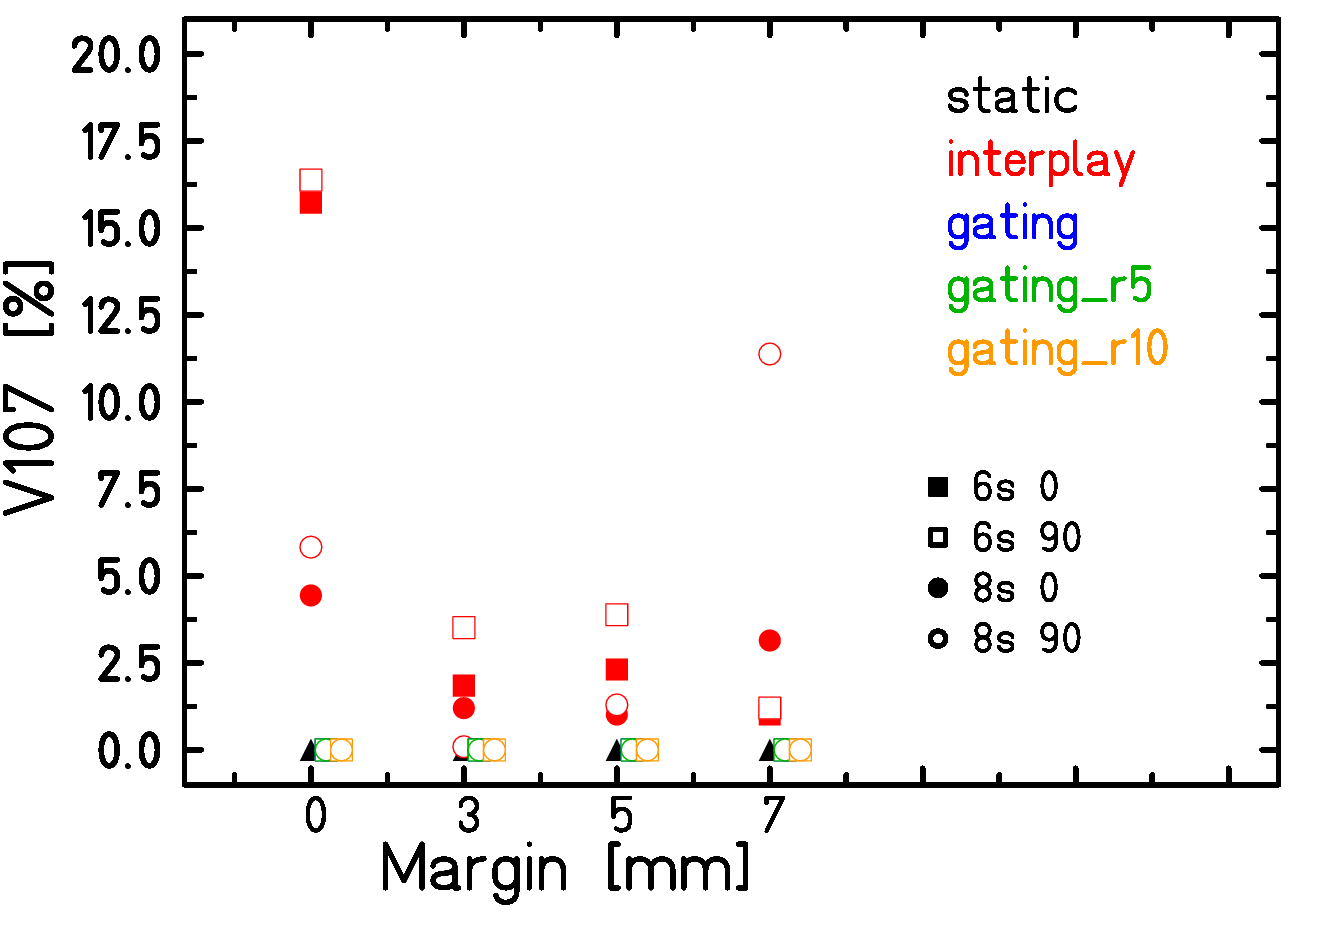 20.0
17.5
15.0
12.5
10.0
7.5
5.0
2.5
0.0
V107 [%]
static
interplay
gating
gating_r5
gating_r10
6s 0
6s 90
8s 0
8s 90
0 3 5 7
Margin [mm]